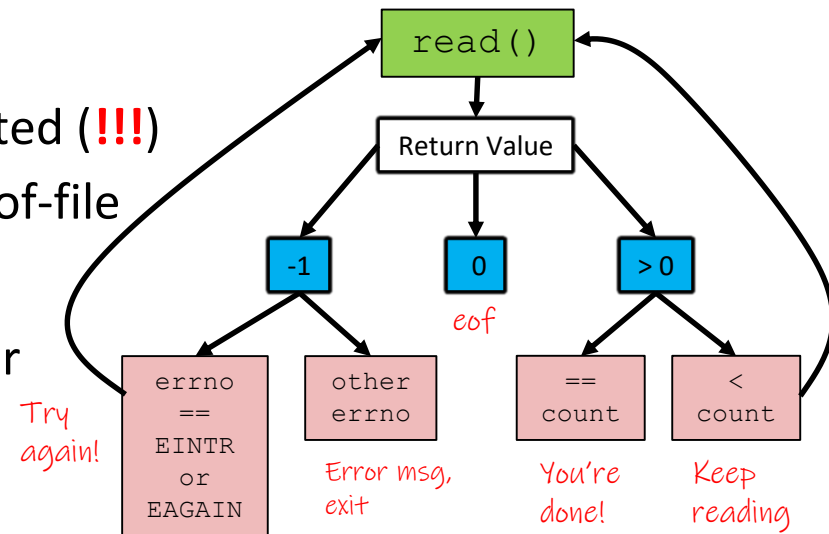 read()
ted (!!!)
Return Value
of-file
-1
0
> 0
eof
r
errno
==
EINTR
or
EAGAIN
other
errno
==
count
<
count
Try
again!
Error msg,
exit
You're
done!
Keep
reading